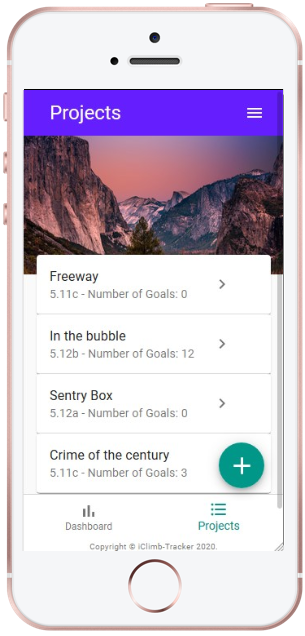 Projects
Freeway
5.11c - Number of Goals: 0
In the bubble
5.12b - Number of Goals: 12
Sentry Box
5.12a - Number of Goals: 0
Crime of the century
5.11c - Number of Goals: 3
Dashboard
Projects
Copyright © iClimb-Tracker 2020.